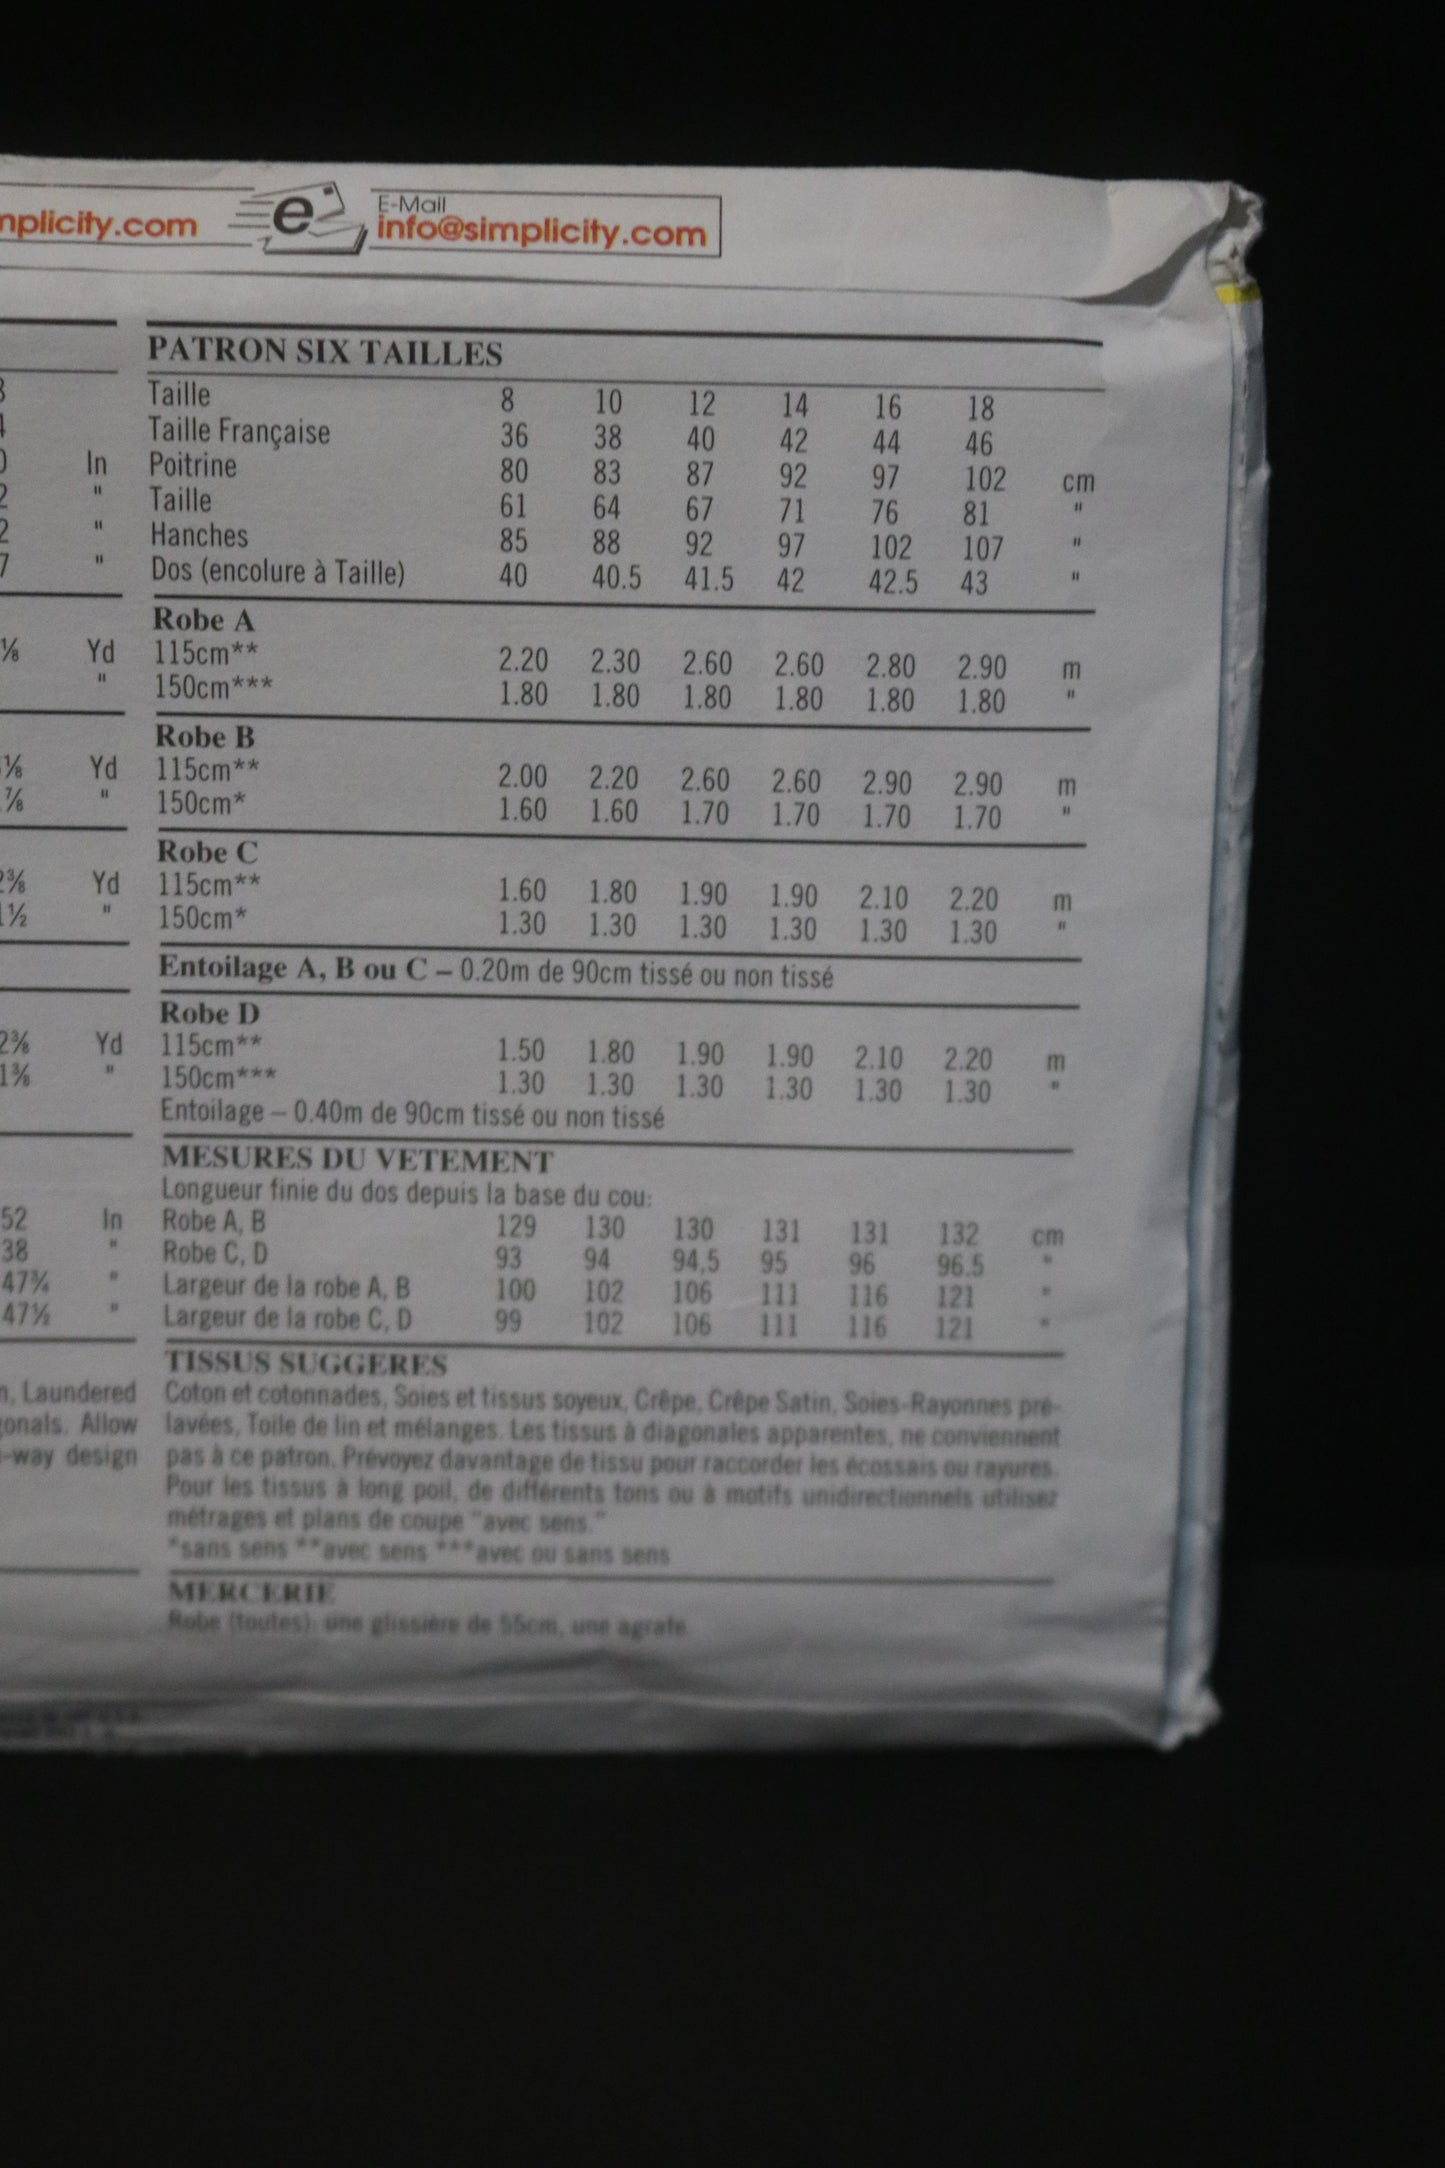 mplicity.com
e
E-Mail
info@simplicity.com
In
"
"
"
⅛ Yd
"
⅛ Yd
⅞ "
2⅜ Yd
1½ "
2⅜ Yd
1⅜ "
52 In
38 "
47¾ "
47½ "
n, Laundered
onals. Allow
-way design
PATRON SIX TAILLES
Taille 8 10 12 14 16 18
Taille Française 36 38 40 42 44 46
Poitrine 80 83 87 92 97 102 cm
Taille 61 64 67 71 76 81 "
Hanches 85 88 92 97 102 107 "
Dos (encolure à Taille) 40 40.5 41.5 42 42.5 43 "
Robe A
115cm** 2.20 2.30 2.60 2.60 2.80 2.90 m
150cm*** 1.80 1.80 1.80 1.80 1.80 1.80 "
Robe B
115cm** 2.00 2.20 2.60 2.60 2.90 2.90 m
150cm* 1.60 1.60 1.70 1.70 1.70 1.70 "
Robe C
115cm** 1.60 1.80 1.90 1.90 2.10 2.20 m
150cm* 1.30 1.30 1.30 1.30 1.30 1.30 "
Entoilage A, B ou C – 0.20m de 90cm tissé ou non tissé
Robe D
115cm** 1.50 1.80 1.90 1.90 2.10 2.20 m
150cm*** 1.30 1.30 1.30 1.30 1.30 1.30 "
Entoilage – 0.40m de 90cm tissé ou non tissé
MESURES DU VETEMENT
Longueur finie du dos depuis la base du cou:
Robe A, B 129 130 130 131 131 132 cm
Robe C, D 93 94 94,5 95 96 96.5 "
Largeur de la robe A, B 100 102 106 111 116 121 "
Largeur de la robe C, D 99 102 106 111 116 121 "
TISSUS SUGGERES
Coton et cotonnades, Soies et tissus soyeux, Crêpe, Crêpe Satin, Soies-Rayonnes pré-
lavées, Toile de lin et mélanges. Les tissus à diagonales apparentes, ne conviennent
pas à ce patron. Prévoyez davantage de tissu pour raccorder les écossais ou rayures.
Pour les tissus à long poil, de différents tons ou à motifs unidirectionnels utilisez
métrages et plans de coupe "avec sens."
*sans sens **avec sens ***avec ou sans sens
MERCERIE
Robe (toutes): une glissière de 55cm, une agrafe.